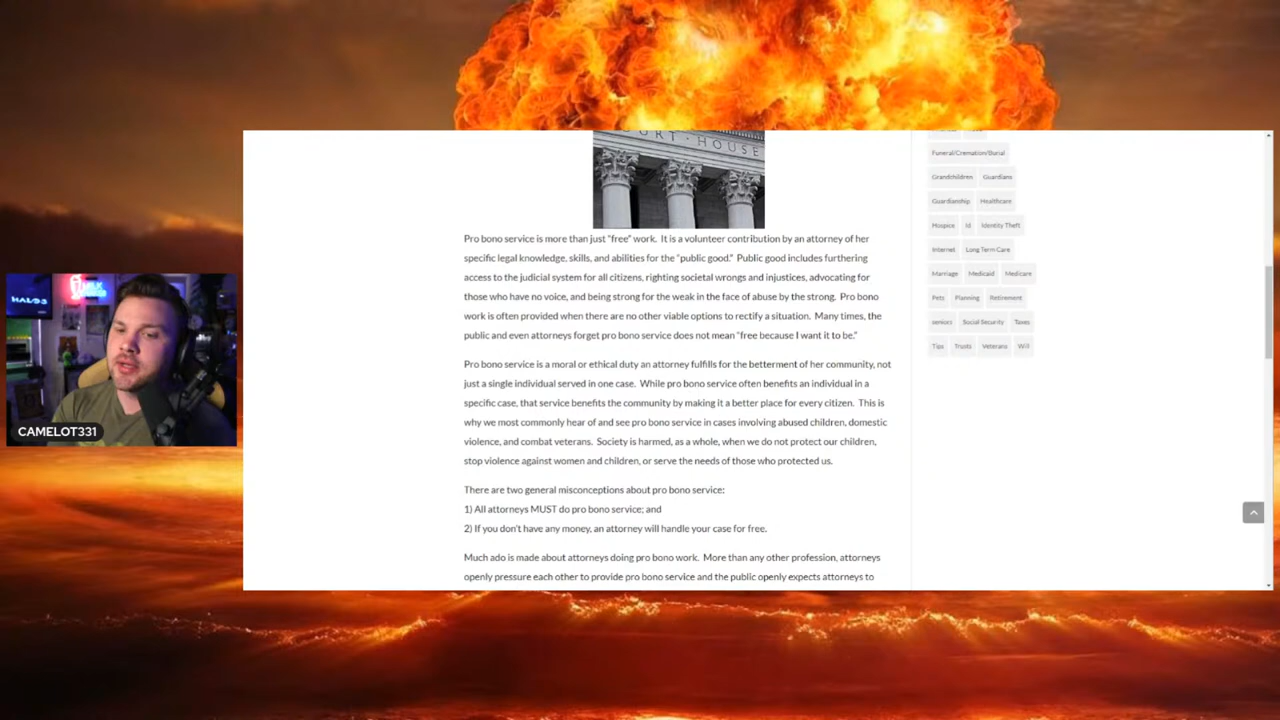 COURT · HOUSE
Pro bono service is more than just "free" work. It is a volunteer contribution by an attorney of her
specific legal knowledge, skills, and abilities for the "public good." Public good includes furthering
access to the judicial system for all citizens, righting societal wrongs and injustices, advocating for
those who have no voice, and being strong for the weak in the face of abuse by the strong. Pro bono
work is often provided when there are no other viable options to rectify a situation. Many times, the
public and even attorneys forget pro bono service does not mean "free because I want it to be."
Pro bono service is a moral or ethical duty an attorney fulfills for the betterment of her community, not
just a single individual served in one case. While pro bono service often benefits an individual in a
specific case, that service benefits the community by making it a better place for every citizen. This is
why we most commonly hear of and see pro bono service in cases involving abused children, domestic
violence, and combat veterans. Society is harmed, as a whole, when we do not protect our children,
stop violence against women and children, or serve the needs of those who protected us.
There are two general misconceptions about pro bono service:
1) All attorneys MUST do pro bono service; and
2) If you don't have any money, an attorney will handle your case for free.
Much ado is made about attorneys doing pro bono work. More than any other profession, attorneys
openly pressure each other to provide pro bono service and the public openly expects attorneys to
Funeral/Cremation/Burial
Grandchildren Guardians
Guardianship Healthcare
Hospice Id Identity Theft
Internet Long Term Care
Marriage Medicaid Medicare
Pets Planning Retirement
seniors Social Security Taxes
Tips Trusts Veterans Will
HALO 3
CAMELOT331